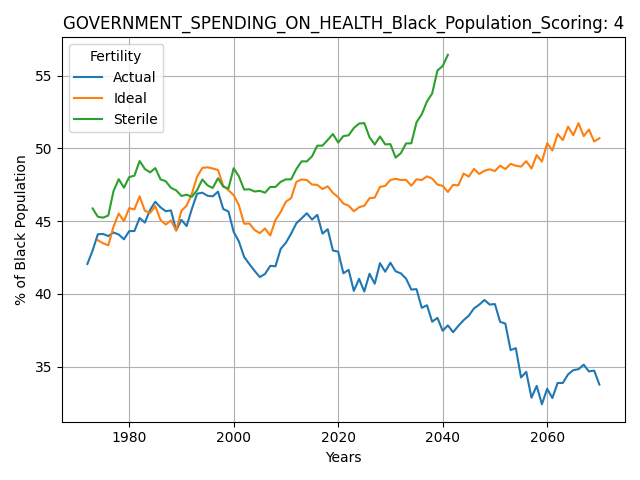 GOVERNMENT_SPENDING_ON_HEALTH_Black_Population_Scoring: 4
Fertility
Actual
Ideal
Sterile
% of Black Population
55
50
45
40
35
1980 2000 2020 2040 2060
Years